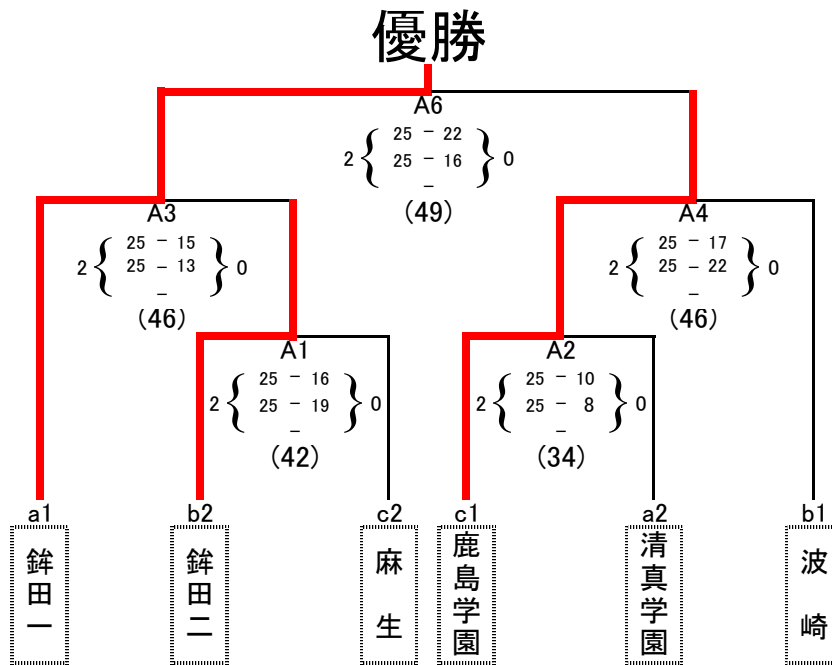 優勝
A6
2 { 25 － 22 } 0
25 － 16
－
(49)
A3
2 { 25 － 15 } 0
25 － 13
－
(46)
A4
2 { 25 － 17 } 0
25 － 22
－
(46)
A1
2 { 25 － 16 } 0
25 － 19
－
(42)
A2
2 { 25 － 10 } 0
25 － 8
－
(34)
a1
b2
c2
c1
a2
b1
鉾田一
鉾田二
麻生
鹿島学園
清真学園
波崎